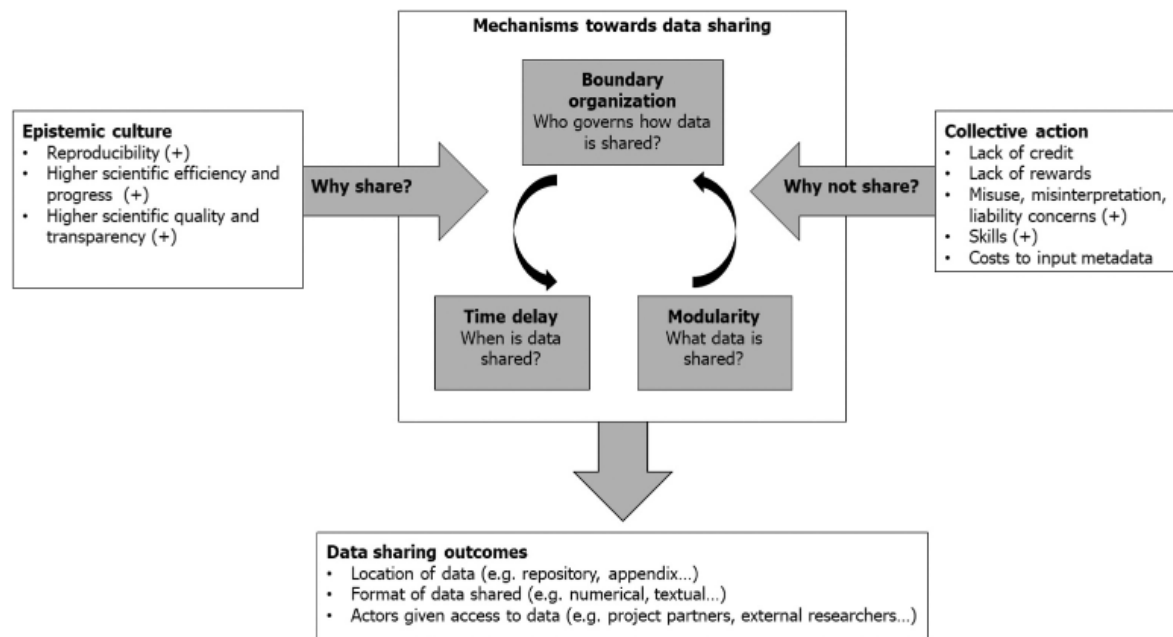 Mechanisms towards data sharing
Boundary
organization
Who governs how data
is shared?
Epistemic culture
• Reproducibility (+)
• Higher scientific efficiency and
progress (+)
• Higher scientific quality and
transparency (+)
Why share?
Why not share?
Collective action
• Lack of credit
• Lack of rewards
• Misuse, misinterpretation,
liability concerns (+)
• Skills (+)
• Costs to input metadata
Time delay
When is data
shared?
Modularity
What data is
shared?
Data sharing outcomes
• Location of data (e.g. repository, appendix...)
• Format of data shared (e.g. numerical, textual...)
• Actors given access to data (e.g. project partners, external researchers...)